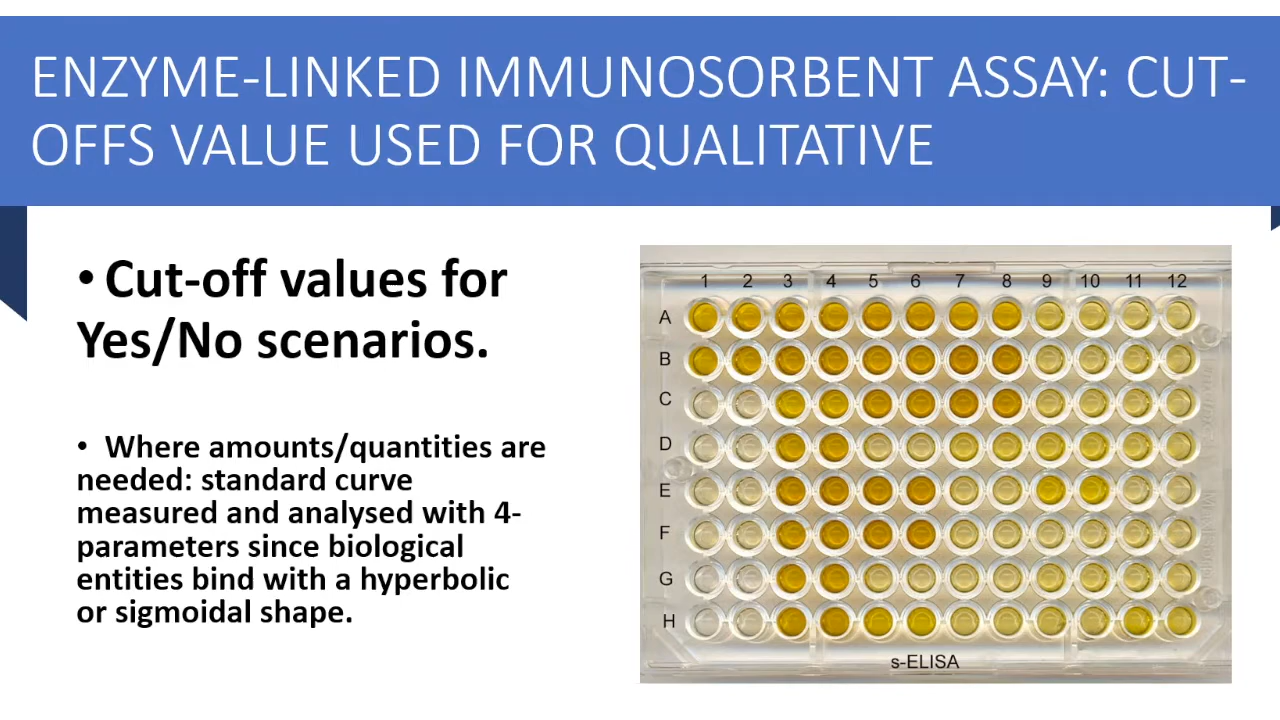 ENZYME-LINKED IMMUNOSORBENT ASSAY: CUT-
OFFS VALUE USED FOR QUALITATIVE
• Cut-off values for
Yes/No scenarios.
• Where amounts/quantities are
needed: standard curve
measured and analysed with 4-
parameters since biological
entities bind with a hyperbolic
or sigmoidal shape.
1 2 3 4 5 6 7 8 9 10 11 12
A
B
C
D
E
F
G
H
s-ELISA